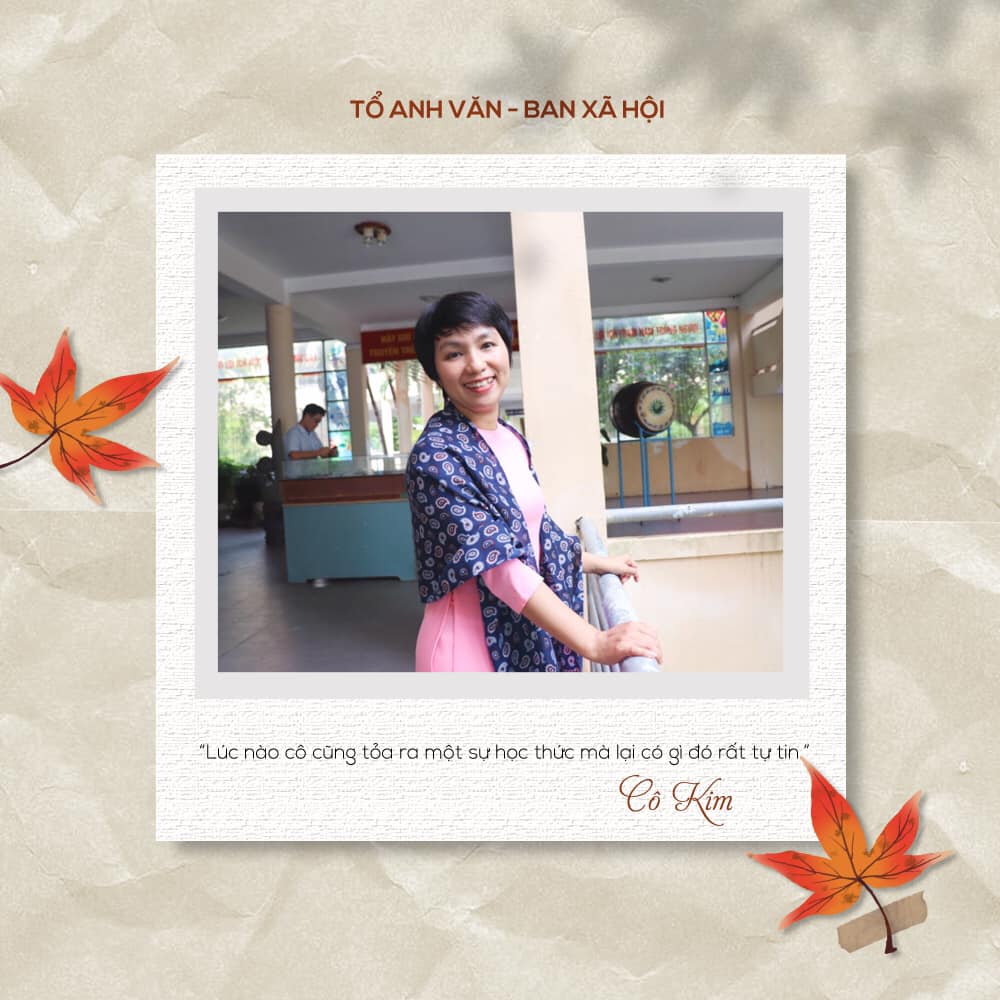 TỔ ANH VĂN - BAN XÃ HỘI
“Lúc nào cô cũng tỏa ra một sự học thức mà lại có gì đó rất tự tin.”
Cô Kim